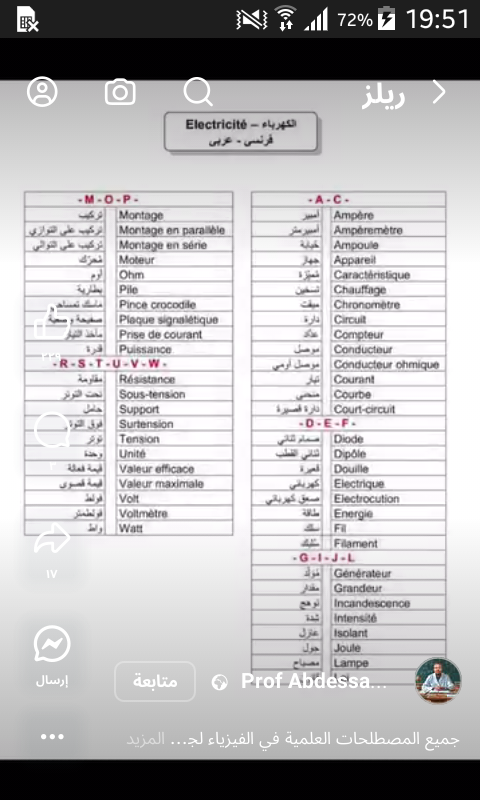 72% 19:51
ريلز
Electricité – الكهرباء
فرنسي - عربي
- A - C -
Ampère أمبير
Ampèremètre أمبيرمتر
Ampoule
Appareil جهاز
Caractéristique مميزة
Chauffage تسخين
Chronomètre ميقت
Circuit دارة
Compteur عداد
Conducteur موصل
Conducteur ohmique موصل أومي
Courant تيار
Courbe منحنى
Court-circuit دارة قصيرة
- D - E - F -
Diode صمام ثنائي
Dipôle ثنائي القطب
Douille
Electrique كهربائي
Electrocution صعق كهربائي
Energie طاقة
Fil سلك
Filament
- G - I - J - L
Générateur مولد
Grandeur مقدار
Incandescence توهج
Intensité شدة
Isolant عازل
Joule جول
Lampe مصباح
- M - O - P -
Montage تركيب
Montage en parallèle تركيب على التوازي
Montage en série تركيب على التوالي
Moteur محرك
Ohm أوم
Pile بطارية
Pince crocodile ماسك تمساح
Plaque signalétique صفيحة وصفية
Prise de courant مأخذ التيار
Puissance قدرة
- R - S - T - U - V - W -
Résistance مقاومة
Sous-tension تحت التوتر
Support حامل
Surtension فوق التوتر
Tension توتر
Unité وحدة
Valeur efficace قيمة فعالة
Valeur maximale قيمة قصوى
Volt فولط
Voltmètre فولطمتر
Watt واط
١٧
إرسال
متابعة
Prof Abdessa...
جميع المصطلحات العلمية في الفيزياء لجـ... المزيد